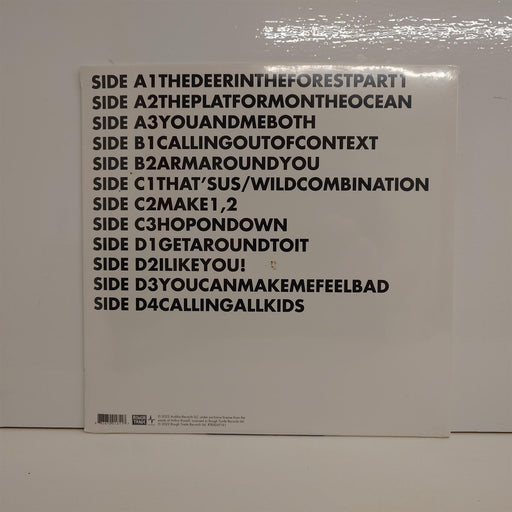 SIDE A1THEDEERINTHEFORESTPART1
SIDE A2THEPLATFORMONTHEOCEAN
SIDE A3YOUANDMEBOTH
SIDE B1CALLINGOUTOFCONTEXT
SIDE B2ARMAROUNDYOU
SIDE C1THAT'SUS/WILDCOMBINATION
SIDE C2MAKE1,2
SIDE C3HOPONDOWN
SIDE D1GETAROUNDTOIT
SIDE D2ILIKEYOU!
SIDE D3YOUCANMAKEMEFEELBAD
SIDE D4CALLINGALLKIDS